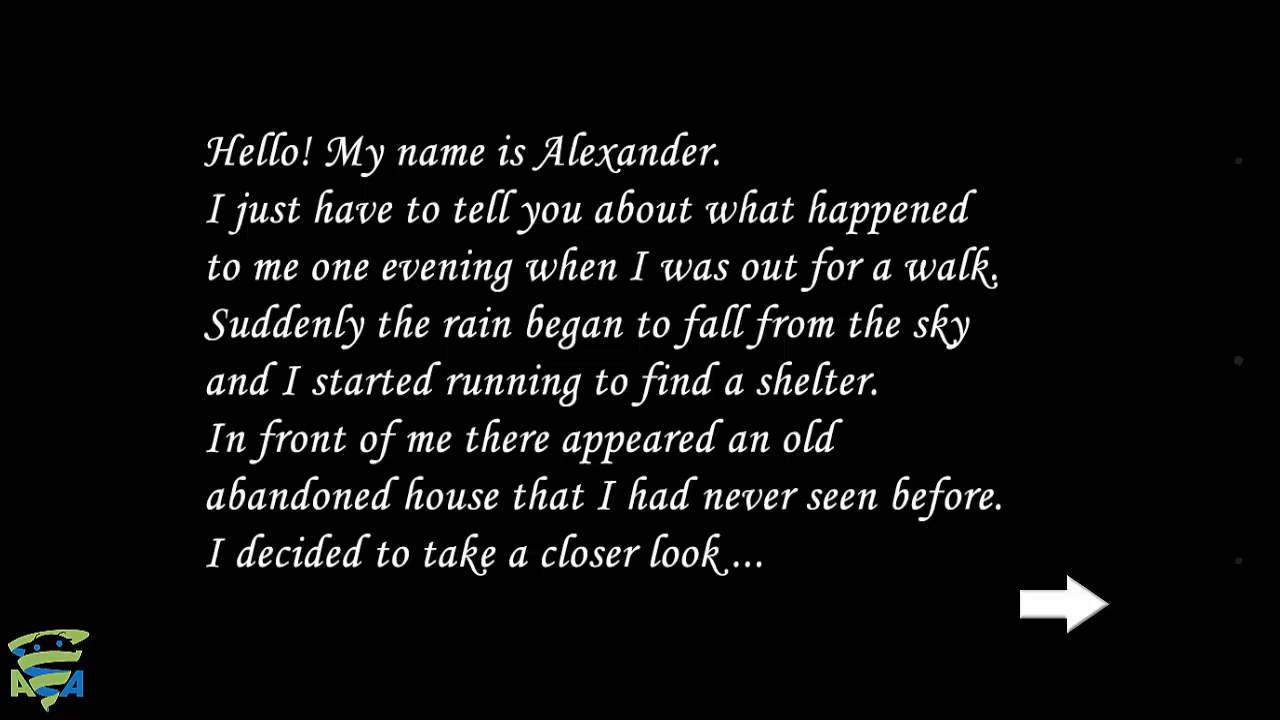 Hello! My name is Alexander.
I just have to tell you about what happened
to me one evening when I was out for a walk.
Suddenly the rain began to fall from the sky
and I started running to find a shelter.
In front of me there appeared an old
abandoned house that I had never seen before.
I decided to take a closer look ...
A A